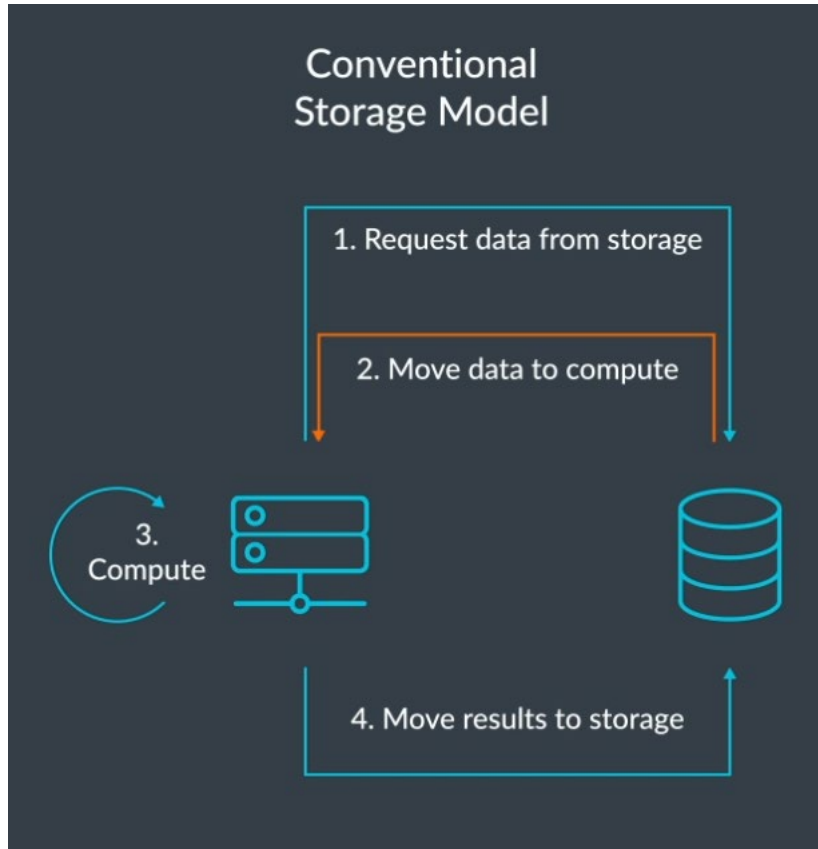 Conventional
Storage Model
1. Request data from storage
2. Move data to compute
3.
Compute
4. Move results to storage